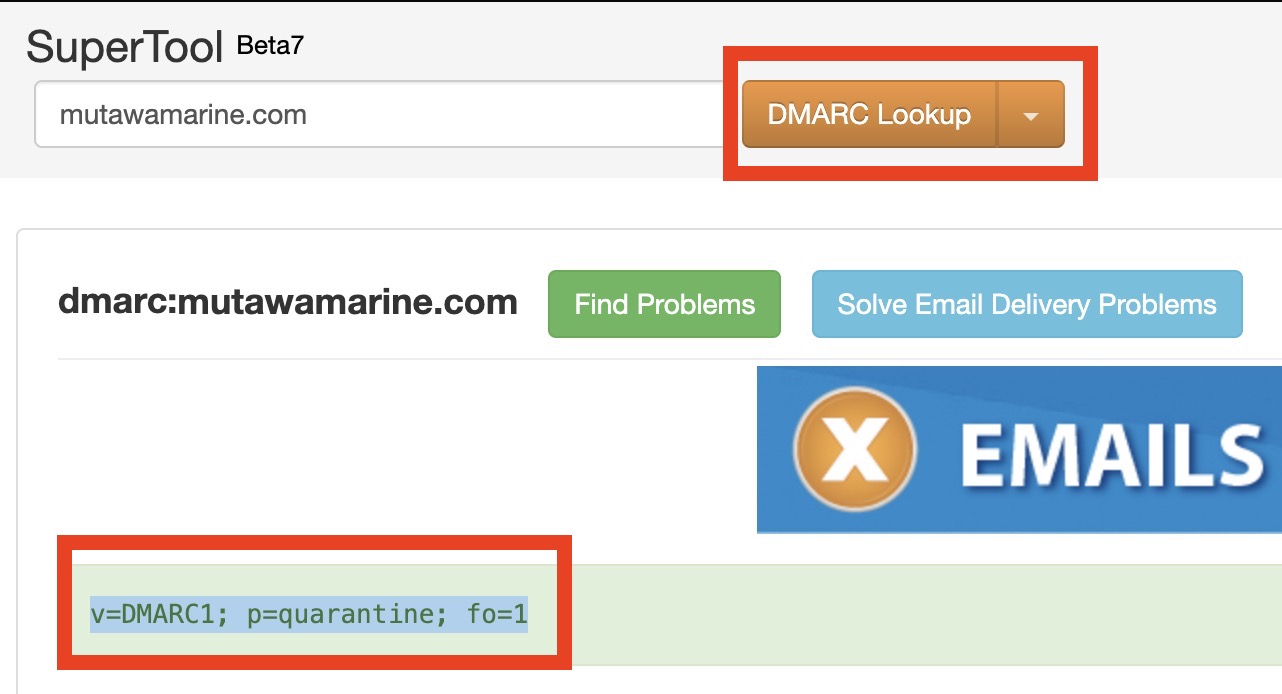 SuperTool Beta7
mutawamarine.com
DMARC Lookup
dmarc:mutawamarine.com
Find Problems
Solve Email Delivery Problems
X EMAILS
v=DMARC1; p=quarantine; fo=1